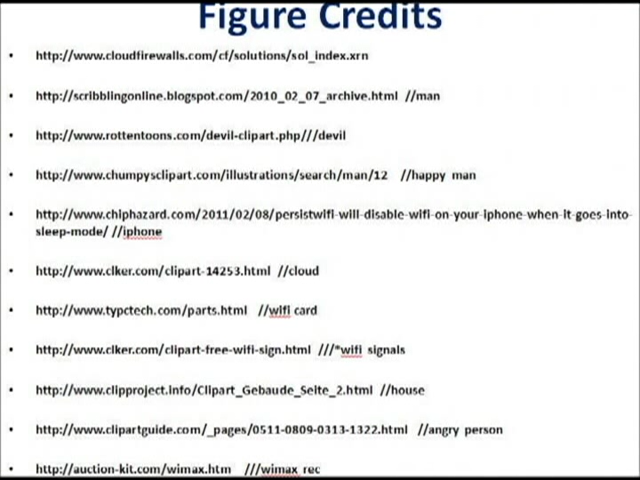 Figure Credits
• http://www.cloudfirewalls.com/cf/solutions/sol_index.xrn
• http://scribblingonline.blogspot.com/2010_02_07_archive.html //man
• http://www.rottentoons.com/devil-clipart.php///devil
• http://www.chumpysclipart.com/illustrations/search/man/12 //happy man
• http://www.chiphazard.com/2011/02/08/persistwifi-will-disable-wifi-on-your-iphone-when-it-goes-into-
sleep-mode/ //iphone
• http://www.clker.com/clipart-14253.html //cloud
• http://www.typctech.com/parts.html //wifi card
• http://www.clker.com/clipart-free-wifi-sign.html ///*wifi signals
• http://www.clipproject.info/Clipart_Gebaude_Seite_2.html //house
• http://www.clipartguide.com/_pages/0511-0809-0313-1322.html //angry person
• http://auction-kit.com/wimax.htm ///wimax rec